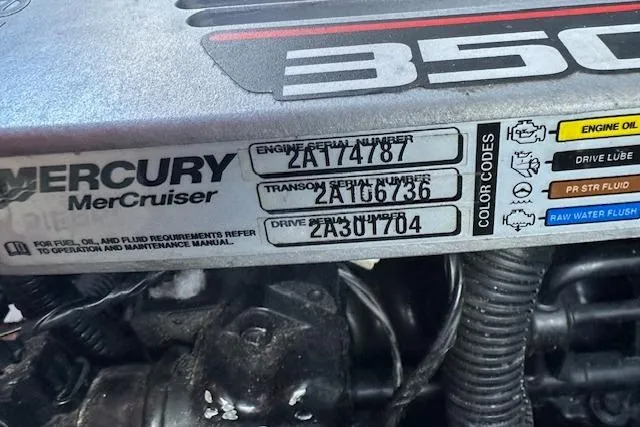 350
MERCURY
MerCruiser
FOR FUEL, OIL, AND FLUID REQUIREMENTS REFER
TO OPERATION AND MAINTENANCE MANUAL.
ENGINE SERIAL NUMBER
2A174787
TRANSOM SERIAL NUMBER
2A106736
DRIVE SERIAL NUMBER
2A301704
COLOR CODES
ENGINE OIL
DRIVE LUBE
PR STR FLUID
RAW WATER FLUSH